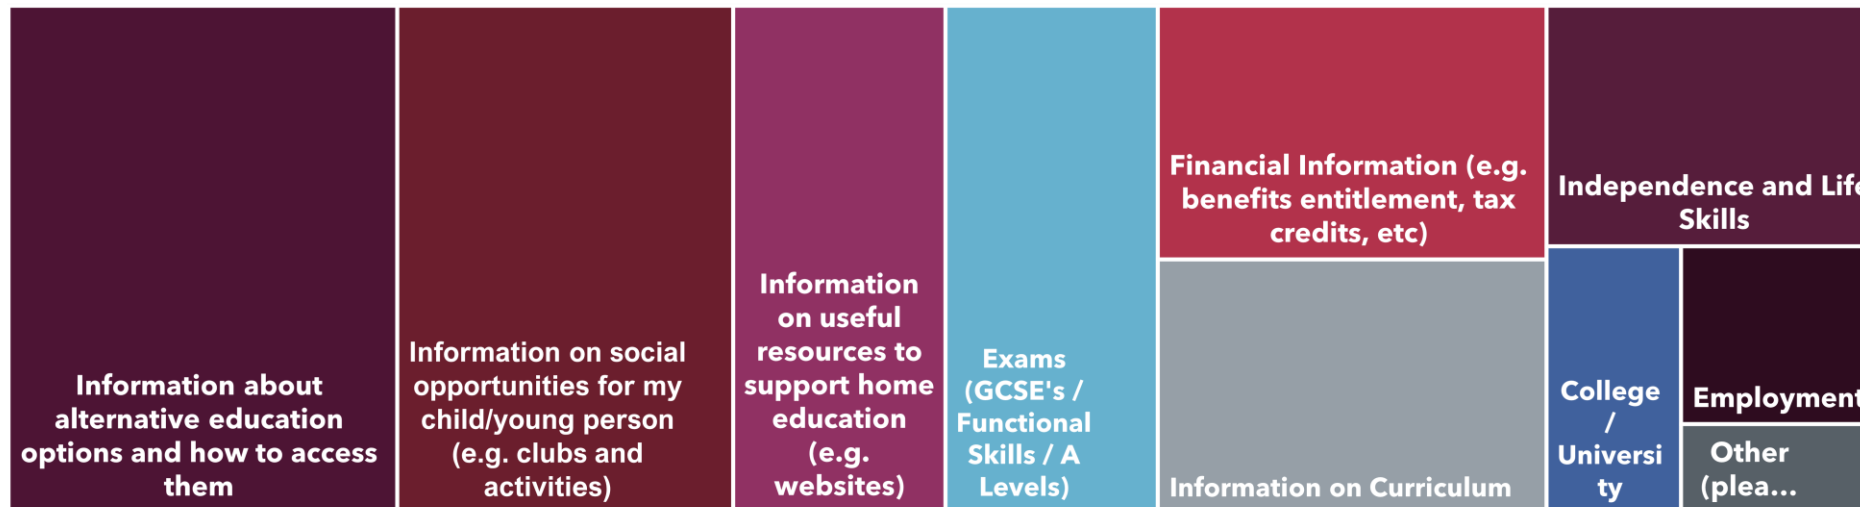 Information about
alternative education
options and how to access
them
Information on social
opportunities for my
child/young person
(e.g. clubs and
activities)
Information
on useful
resources to
support home
education
(e.g.
websites)
Exams
(GCSE's /
Functional
Skills / A
Levels)
Financial Information (e.g.
benefits entitlement, tax
credits, etc)
Information on Curriculum
Independence and Life
Skills
College
/
Universi
ty
Employment
Other
(plea...